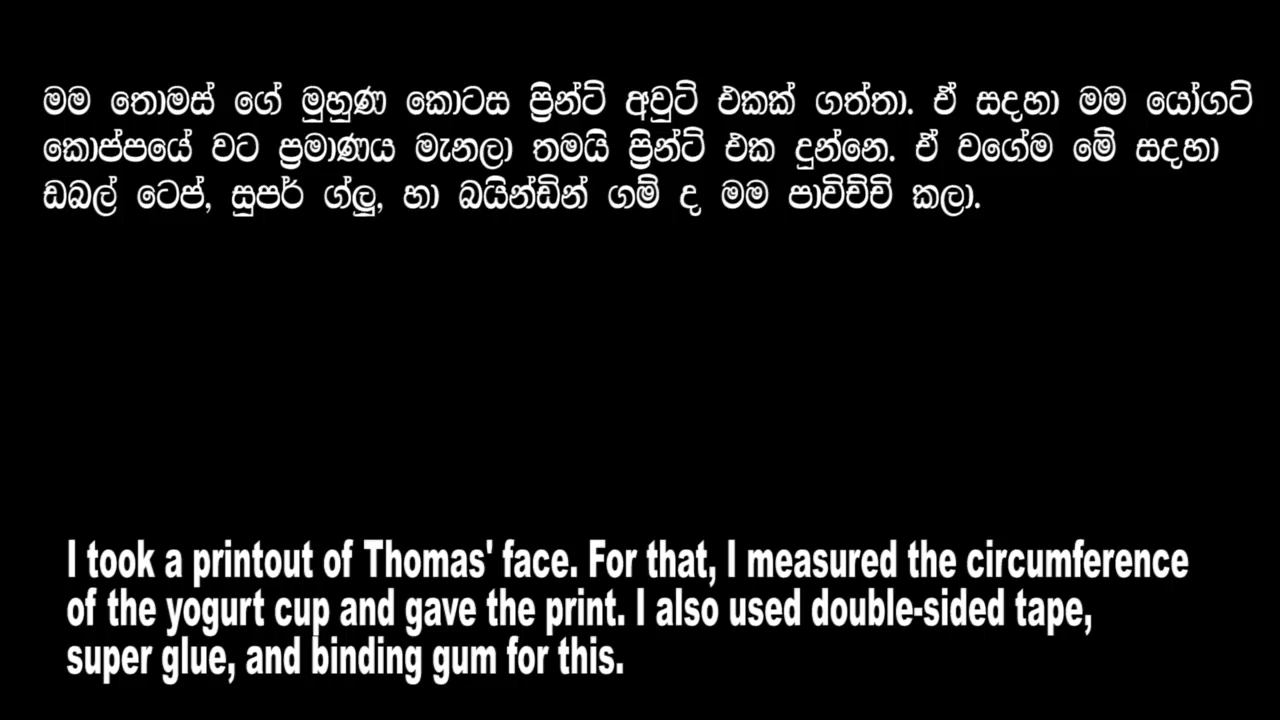 මම තොමස් ගේ මුහුණ කොටස ප්‍රින්ට් අවුට් එකක් ගත්තා. ඒ සඳහා මම යෝගට්
කොප්පයේ වට ප්‍රමාණය මැනලා තමයි ප්‍රින්ට් එක දුන්නෙ. ඒ වගේම මේ සඳහා
ඩබල් ටේප්, සුපර් ග්ලු, හා බයින්ඩින් ගම් ද මම පාවිච්චි කලා.
I took a printout of Thomas' face. For that, I measured the circumference
of the yogurt cup and gave the print. I also used double-sided tape,
super glue, and binding gum for this.